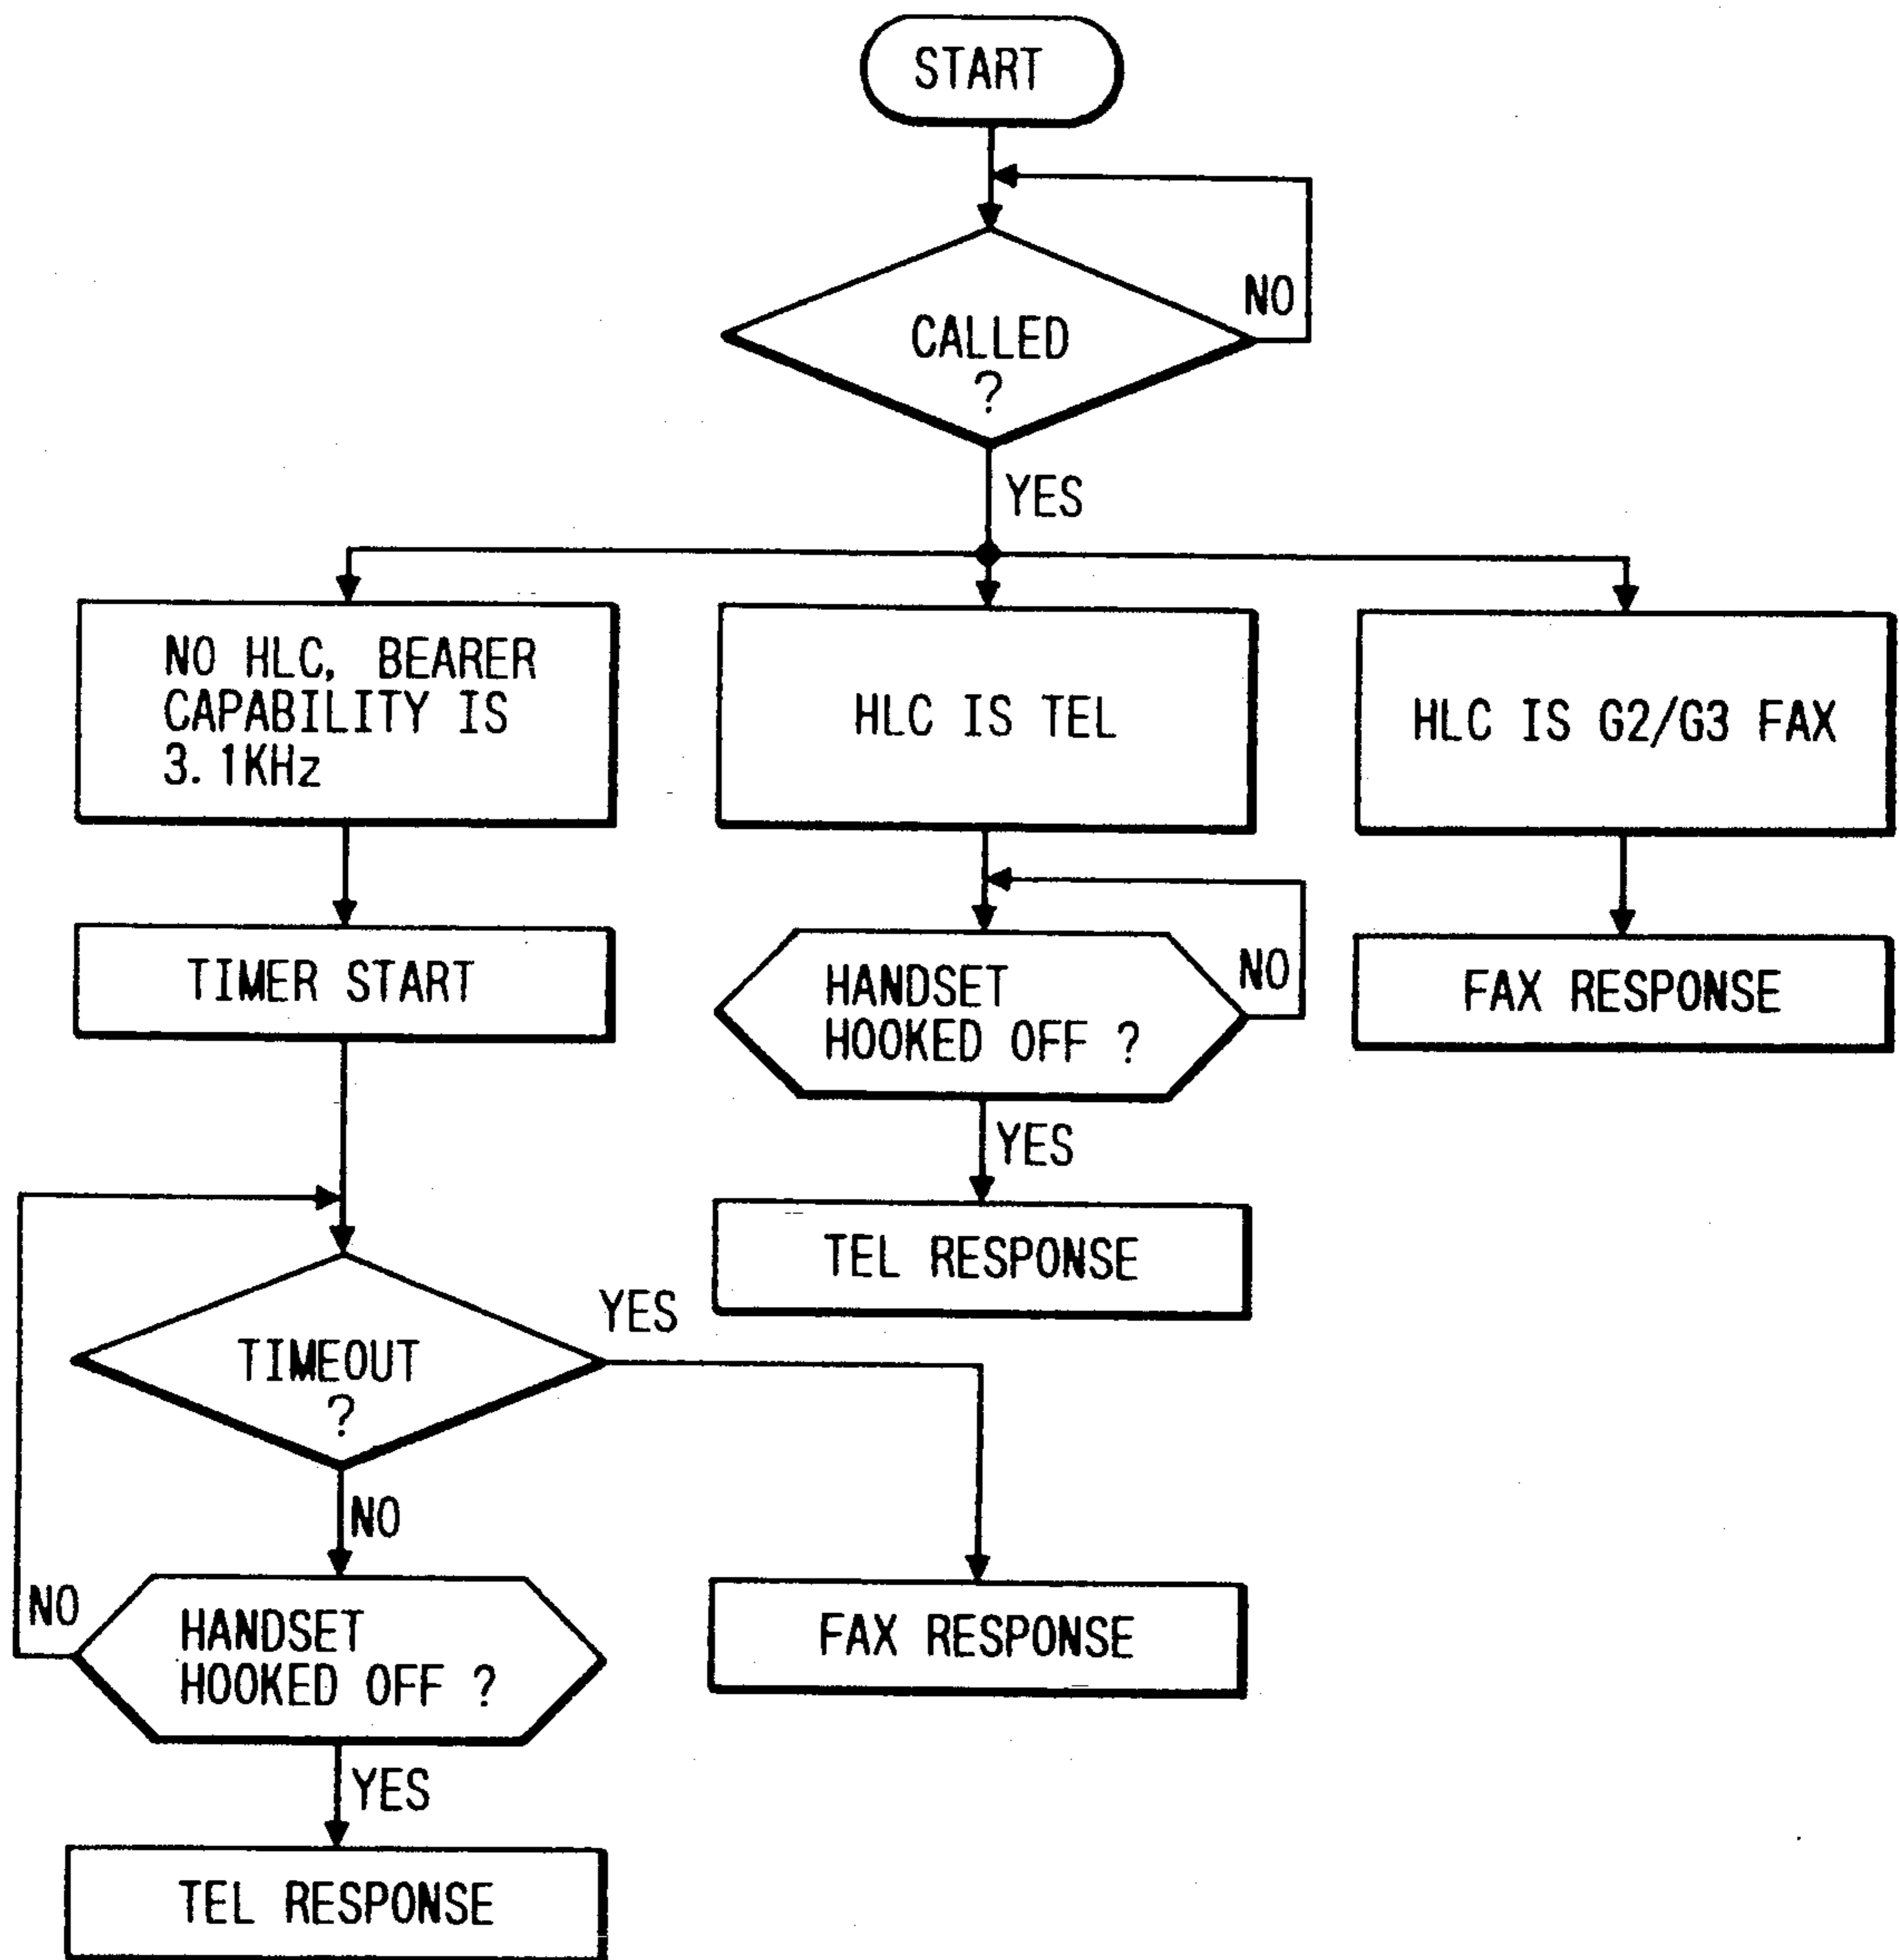 START
NO
CALLED
?
YES
NO HLC, BEARER
CAPABILITY IS
3.1KHz
HLC IS TEL
HLC IS G2/G3 FAX
TIMER START
HANDSET
HOOKED OFF ?
NO
FAX RESPONSE
YES
TEL RESPONSE
YES
TIMEOUT
?
NO
NO
HANDSET
HOOKED OFF ?
FAX RESPONSE
YES
TEL RESPONSE